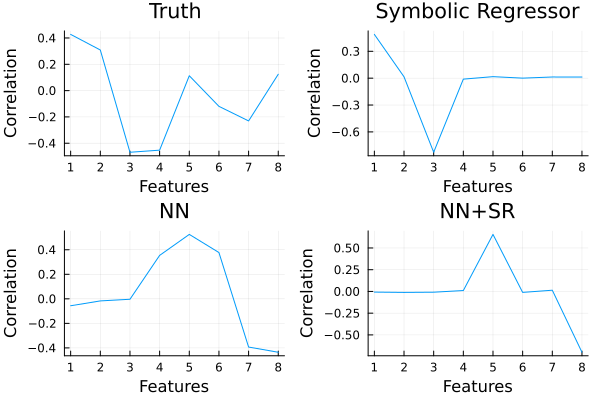 Truth
Correlation
0.4
0.2
0.0
−0.2
−0.4
1 2 3 4 5 6 7 8
Features
Symbolic Regressor
Correlation
0.3
0.0
−0.3
−0.6
1 2 3 4 5 6 7 8
Features
NN
Correlation
0.4
0.2
0.0
−0.2
−0.4
1 2 3 4 5 6 7 8
Features
NN+SR
Correlation
0.50
0.25
0.00
−0.25
−0.50
1 2 3 4 5 6 7 8
Features